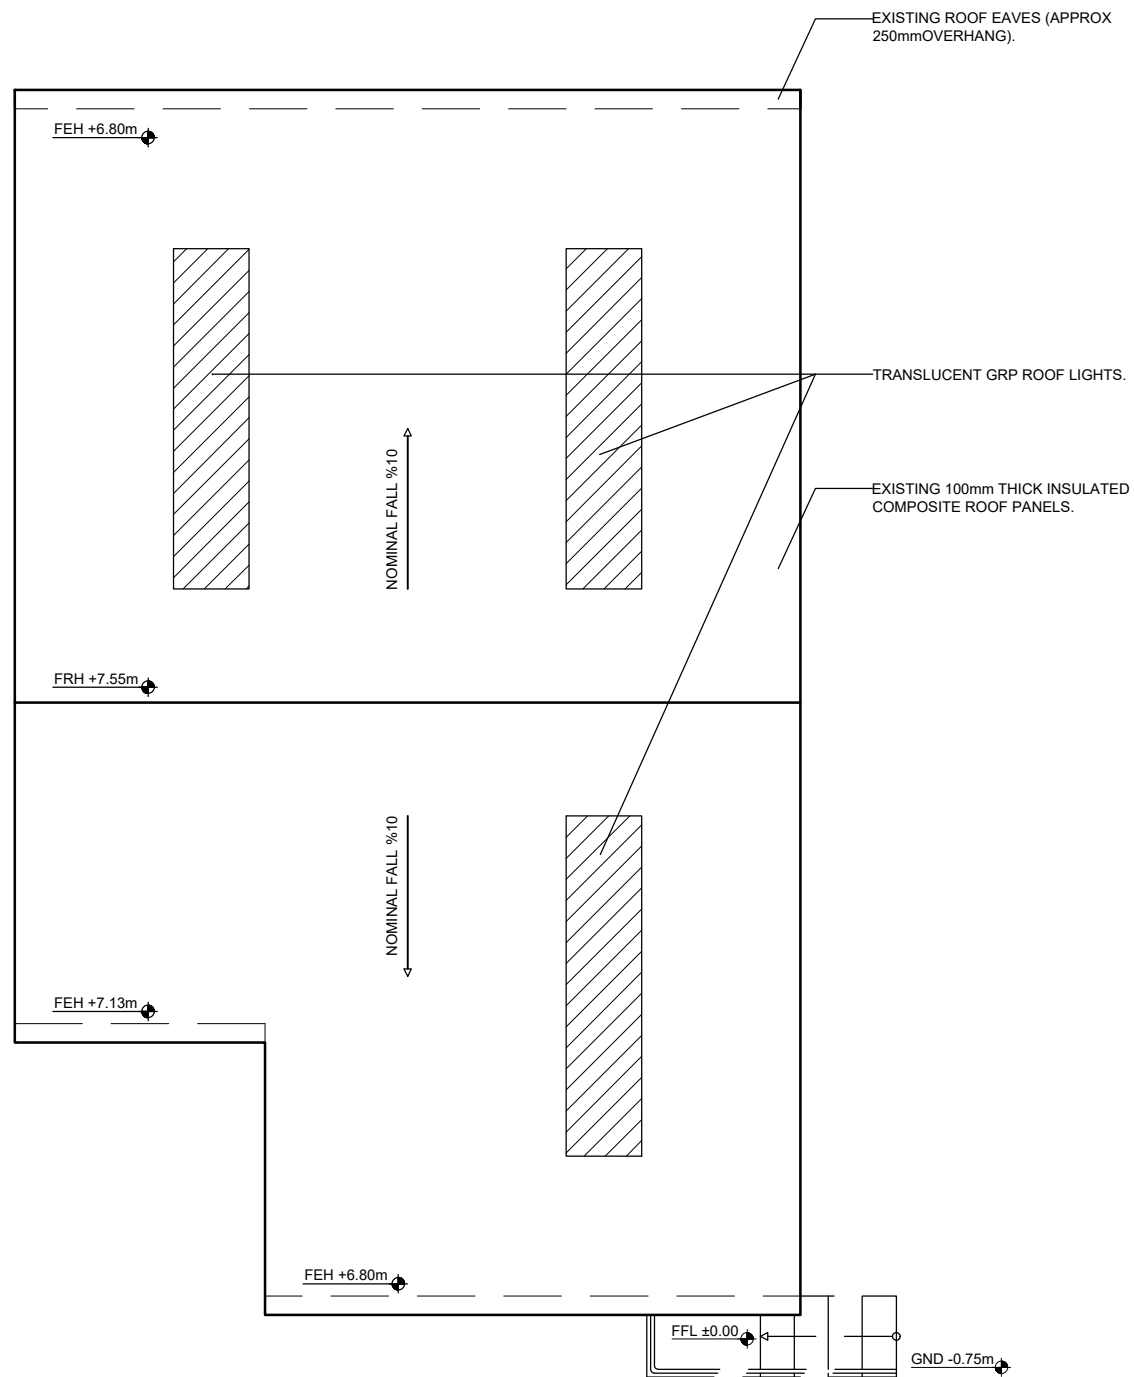 EXISTING ROOF EAVES (APPROX
250mmOVERHANG).
FEH +6.80m
TRANSLUCENT GRP ROOF LIGHTS.
NOMINAL FALL %10
EXISTING 100mm THICK INSULATED
COMPOSITE ROOF PANELS.
FRH +7.55m
NOMINAL FALL %10
FEH +7.13m
FEH +6.80m
FFL ±0.00
GND -0.75m